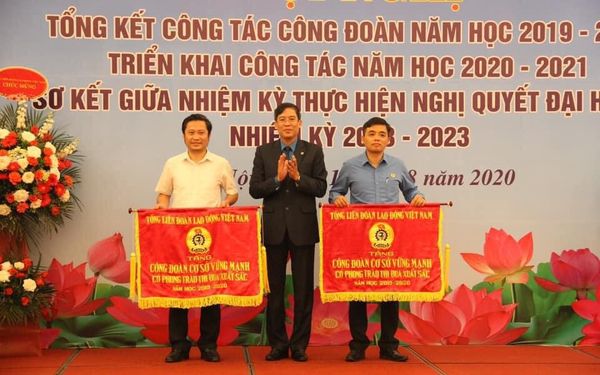 TỔNG KẾT CÔNG TÁC CÔNG ĐOÀN NĂM HỌC 2019 - 2
TRIỂN KHAI CÔNG TÁC NĂM HỌC 2020 - 2021
SƠ KẾT GIỮA NHIỆM KỲ THỰC HIỆN NGHỊ QUYẾT ĐẠI H
NHIỆM KỲ 2018 - 2023
8 năm 2020
CHÚC MỪNG
TỔNG LIÊN ĐOÀN LAO ĐỘNG VIỆT NAM
TẶNG
CÔNG ĐOÀN CƠ SỞ VỮNG MẠNH
CÓ PHONG TRÀO THI ĐUA XUẤT SẮC
NĂM HỌC 2019-2020
TỔNG LIÊN ĐOÀN LAO ĐỘNG VIỆT NAM
TẶNG
CÔNG ĐOÀN CƠ SỞ VỮNG MẠNH
CÓ PHONG TRÀO THI ĐUA XUẤT SẮC
NĂM HỌC 2019-2020